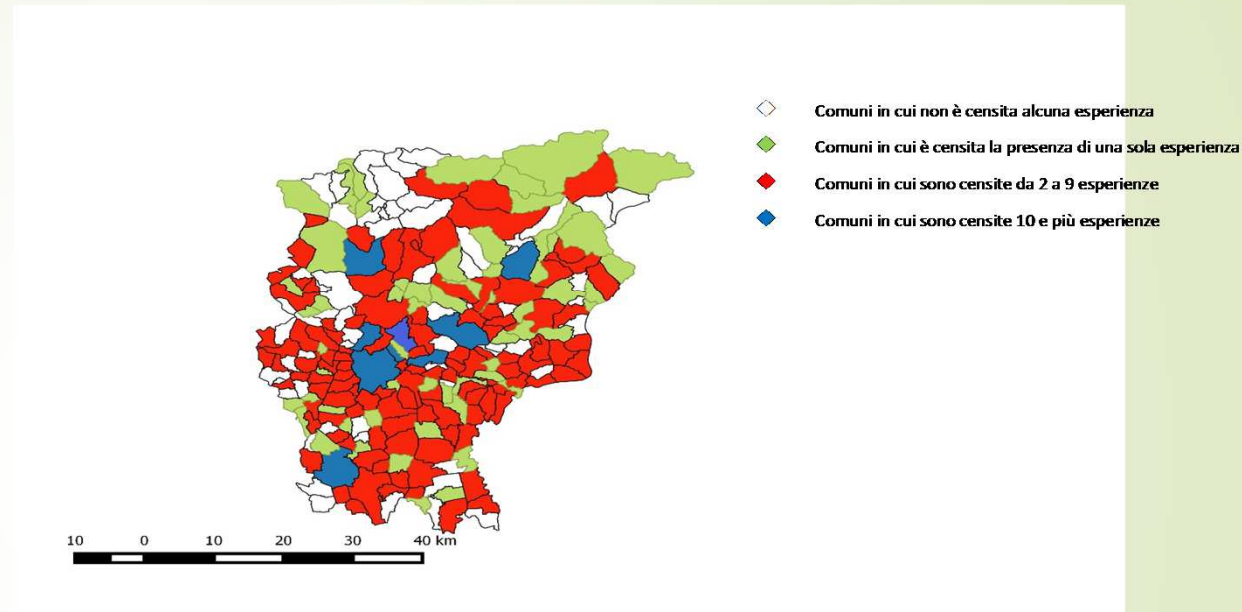 Comuni in cui non è censita alcuna esperienza
Comuni in cui è censita la presenza di una sola esperienza
Comuni in cui sono censite da 2 a 9 esperienze
Comuni in cui sono censite 10 e più esperienze
10 0 10 20 30 40 km